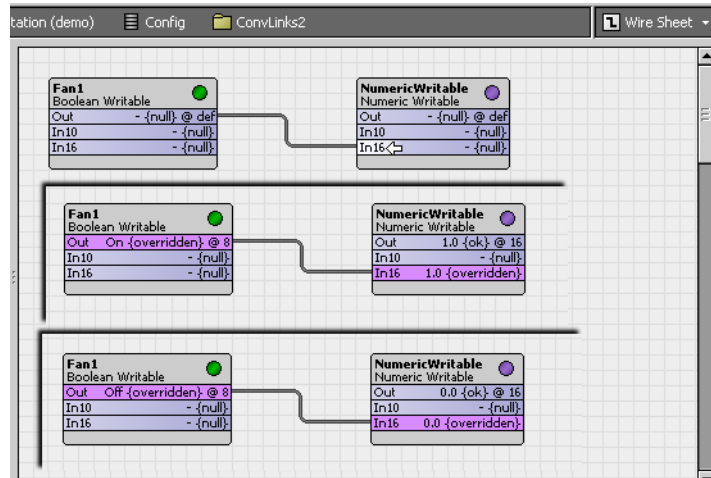 tation (demo) Config ConvLinks2 Wire Sheet
Fan1
Boolean Writable
Out - {null} @ def
In10 - {null}
In16 - {null}
NumericWritable
Numeric Writable
Out - {null} @ def
In10 - {null}
In16 - {null}
Fan1
Boolean Writable
Out On {overridden} @ 8
In10 - {null}
In16 - {null}
NumericWritable
Numeric Writable
Out 1.0 {ok} @ 16
In10 - {null}
In16 1.0 {overridden}
Fan1
Boolean Writable
Out Off {overridden} @ 8
In10 - {null}
In16 - {null}
NumericWritable
Numeric Writable
Out 0.0 {ok} @ 16
In10 - {null}
In16 0.0 {overridden}